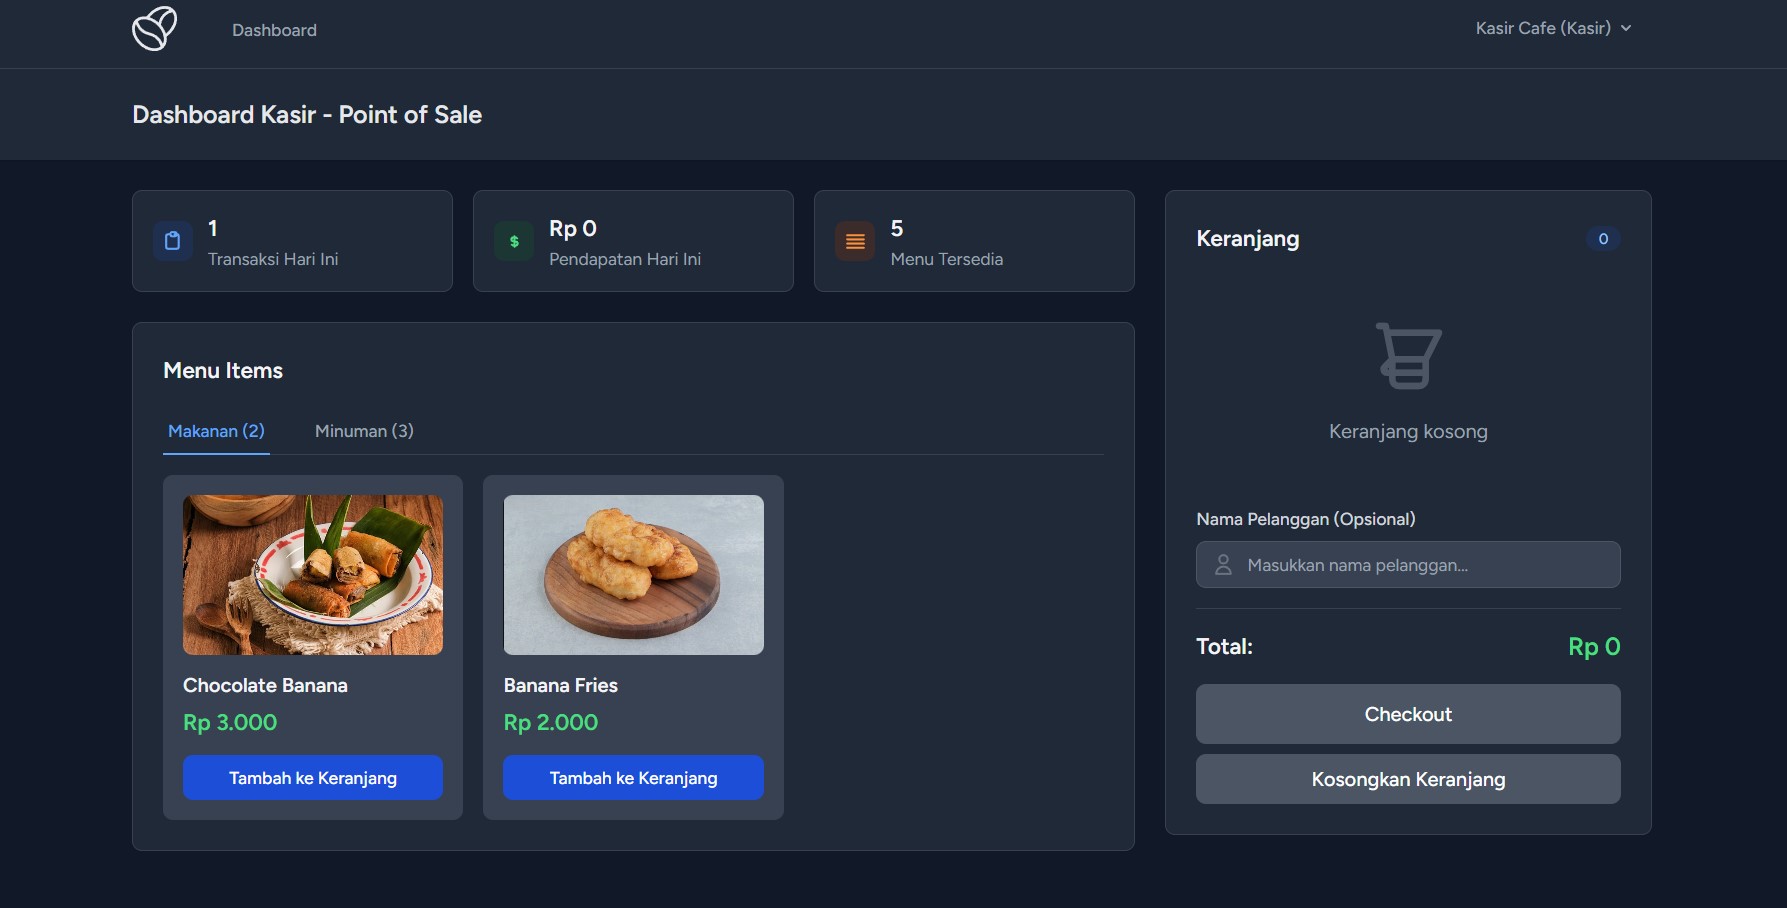 Dashboard
Kasir Cafe (Kasir)
Dashboard Kasir - Point of Sale
1
Transaksi Hari Ini
$
Rp 0
Pendapatan Hari Ini
5
Menu Tersedia
Menu Items
Makanan (2)
Minuman (3)
Chocolate Banana
Rp 3.000
Tambah ke Keranjang
Banana Fries
Rp 2.000
Tambah ke Keranjang
Keranjang
0
Keranjang kosong
Nama Pelanggan (Opsional)
Masukkan nama pelanggan...
Total:
Rp 0
Checkout
Kosongkan Keranjang